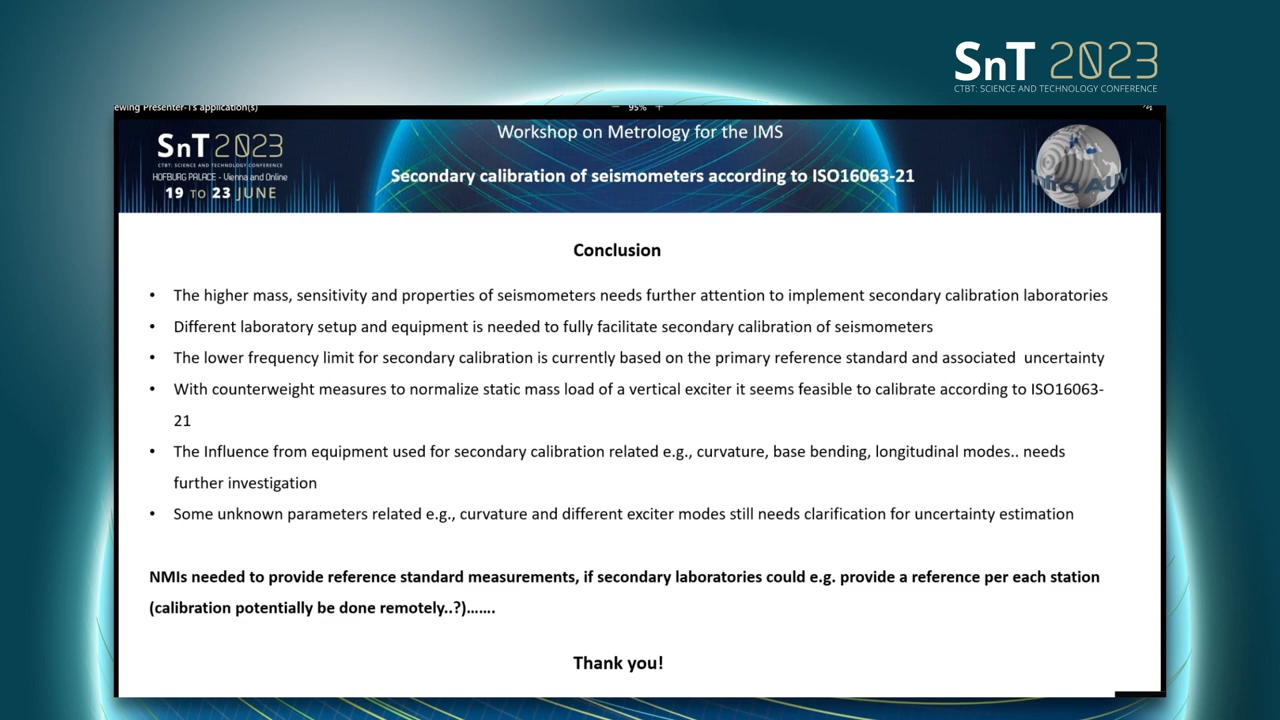 SnT 2023
CTBT: SCIENCE AND TECHNOLOGY CONFERENCE
ewing Presenter-1's application(s)
95% +
Workshop on Metrology for the IMS
SnT 2023
CTBT: SCIENCE AND TECHNOLOGY CONFERENCE
HOFBURG PALACE - Vienna and Online
19 TO 23 JUNE
Secondary calibration of seismometers according to ISO16063-21
Conclusion
• The higher mass, sensitivity and properties of seismometers needs further attention to implement secondary calibration laboratories
• Different laboratory setup and equipment is needed to fully facilitate secondary calibration of seismometers
• The lower frequency limit for secondary calibration is currently based on the primary reference standard and associated uncertainty
• With counterweight measures to normalize static mass load of a vertical exciter it seems feasible to calibrate according to ISO16063-
21
• The Influence from equipment used for secondary calibration related e.g., curvature, base bending, longitudinal modes.. needs
further investigation
• Some unknown parameters related e.g., curvature and different exciter modes still needs clarification for uncertainty estimation
NMIs needed to provide reference standard measurements, if secondary laboratories could e.g. provide a reference per each station
(calibration potentially be done remotely..?)…….
Thank you!